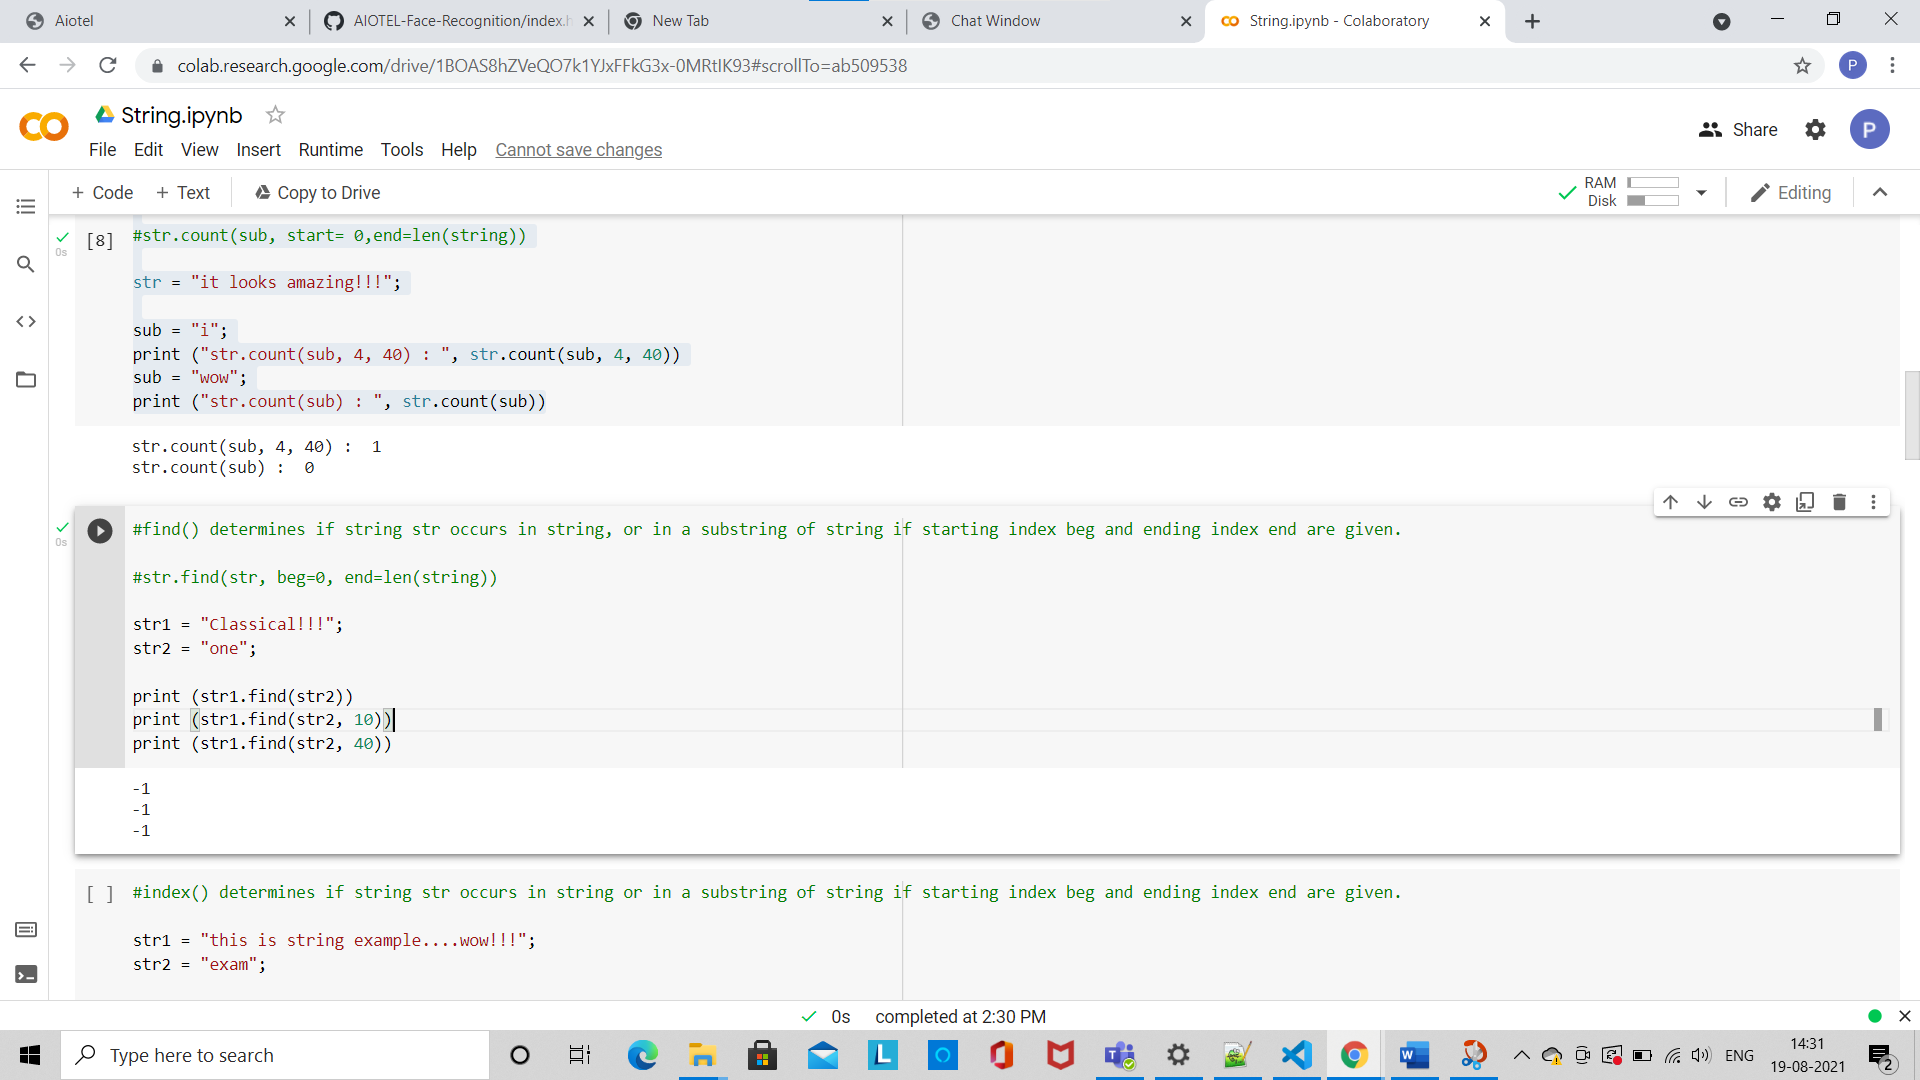 Aiotel
AIOTEL-Face-Recognition/index.h
New Tab
Chat Window
String.ipynb - Colaboratory
colab.research.google.com/drive/1BOAS8hZVeQO7k1YJxFFkG3x-0MRtIK93#scrollTo=ab509538
P
String.ipynb
File Edit View Insert Runtime Tools Help Cannot save changes
Share
P
+ Code + Text Copy to Drive
RAM
Disk
Editing
[8]
0s
#str.count(sub, start= 0,end=len(string))
str = "it looks amazing!!!";
sub = "i";
print ("str.count(sub, 4, 40) : ", str.count(sub, 4, 40))
sub = "wow";
print ("str.count(sub) : ", str.count(sub))
str.count(sub, 4, 40) :  1
str.count(sub) :  0
0s
#find() determines if string str occurs in string, or in a substring of string if starting index beg and ending index end are given.
#str.find(str, beg=0, end=len(string))
str1 = "Classical!!!";
str2 = "one";
print (str1.find(str2))
print (str1.find(str2, 10))
print (str1.find(str2, 40))
-1
-1
-1
[ ]
#index() determines if string str occurs in string or in a substring of string if starting index beg and ending index end are given.
str1 = "this is string example....wow!!!";
str2 = "exam";
0s completed at 2:30 PM
Type here to search
ENG
14:31
19-08-2021
2